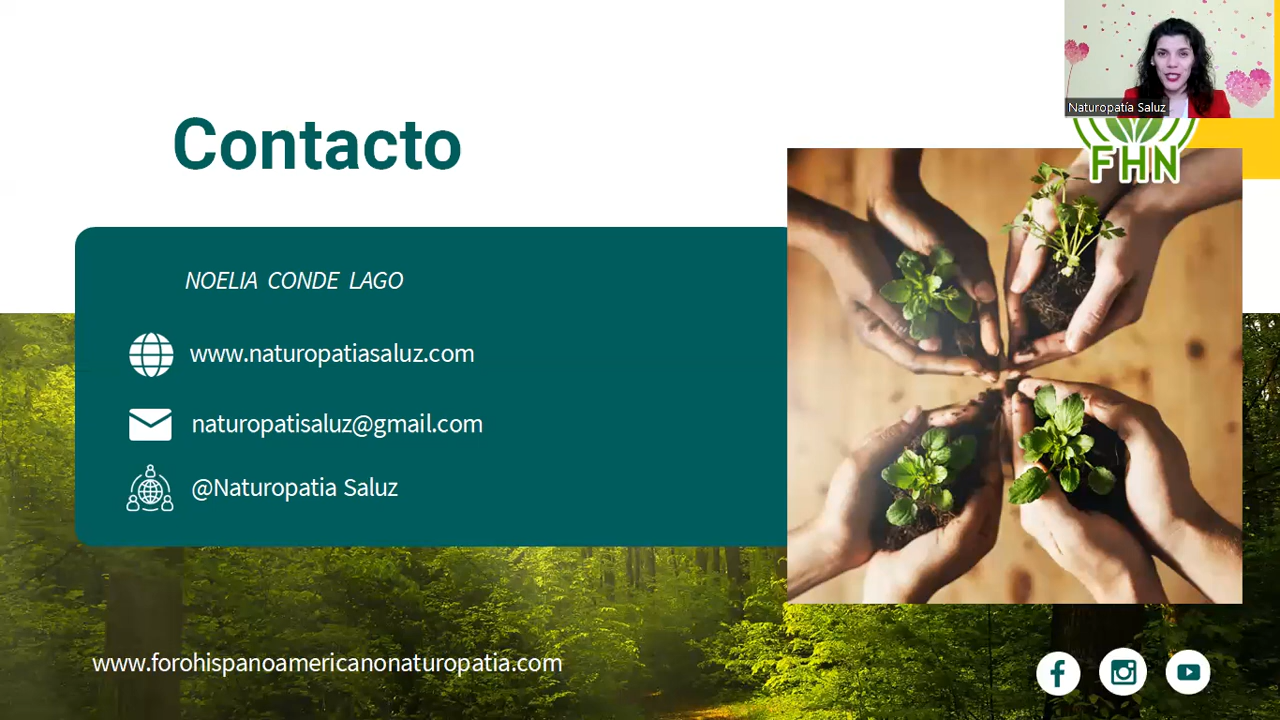 Naturopatía Saluz
FHN
Contacto
NOELIA CONDE LAGO
www.naturopatiasaluz.com
naturopatisaluz@gmail.com
@Naturopatia Saluz
www.forohispanoamericanonaturopatia.com